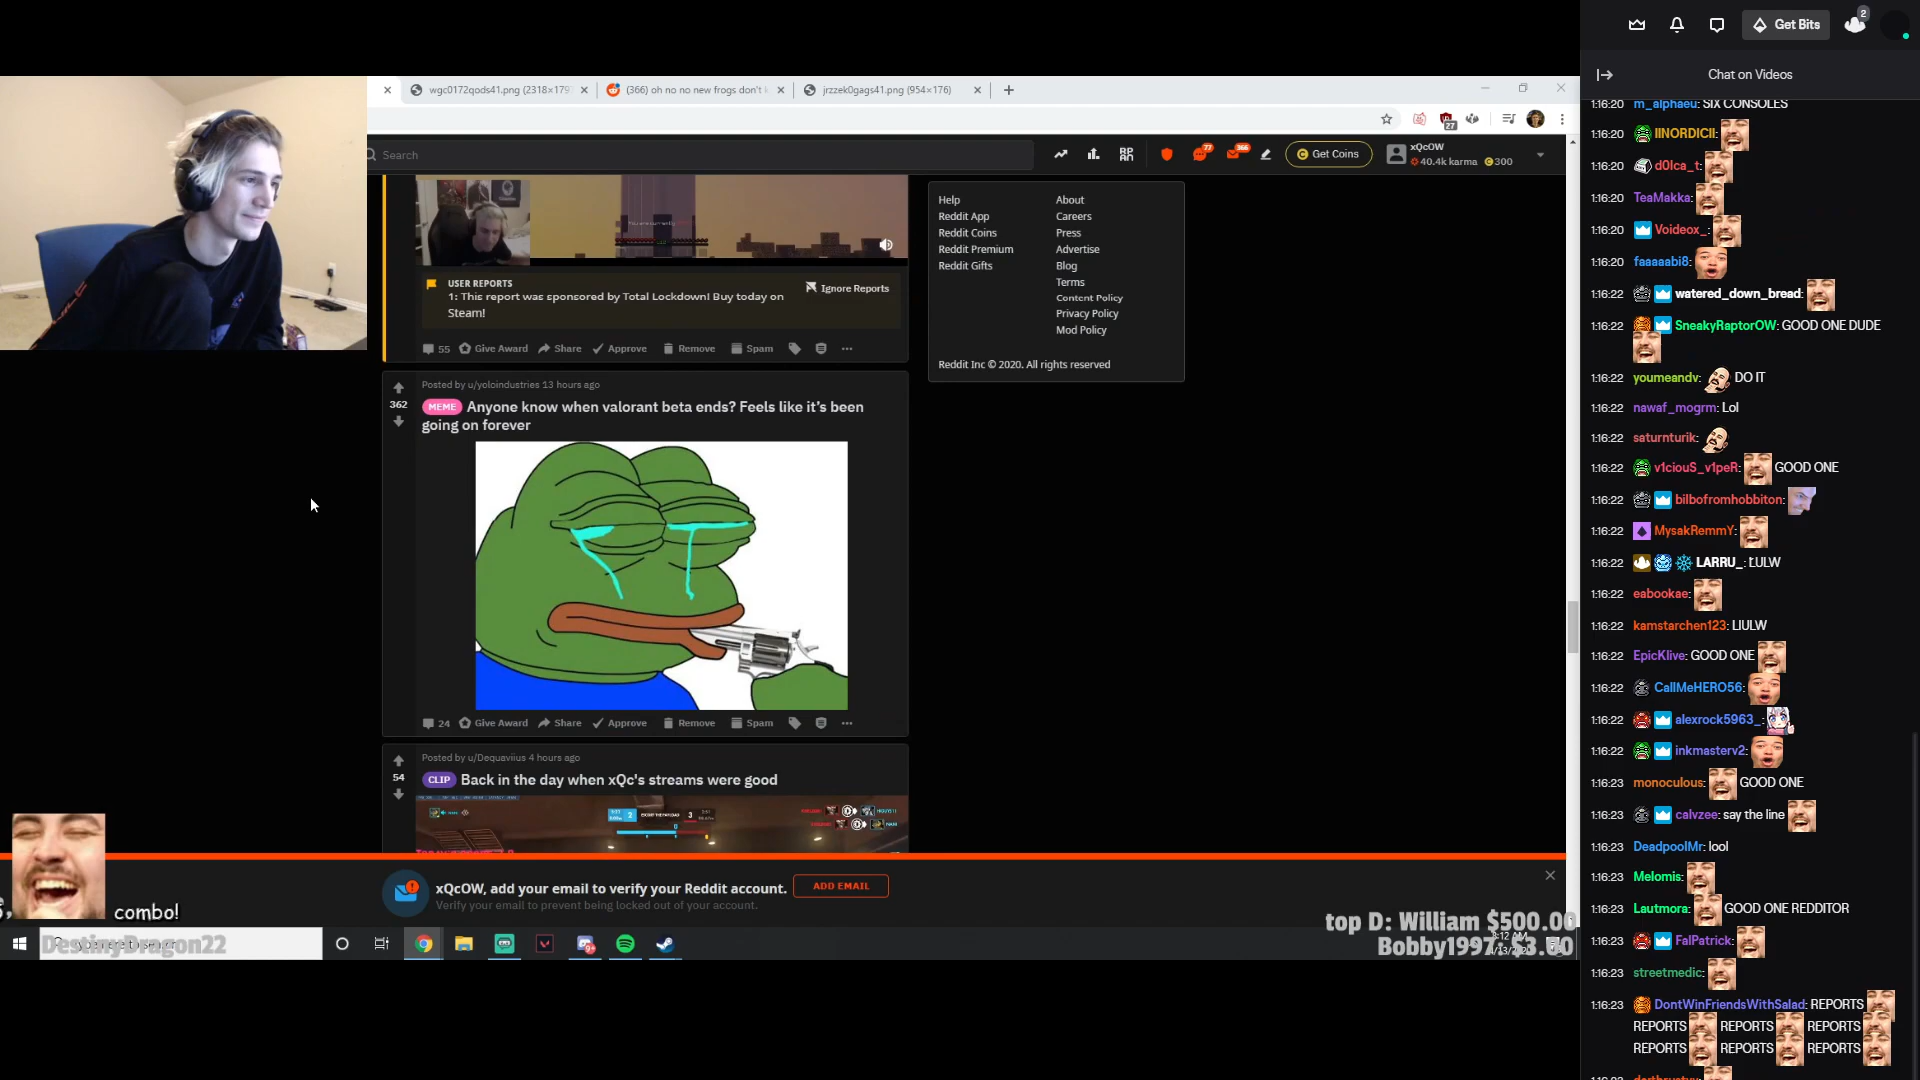 wgc0172qods41.png (2318×179
(366) oh no no new frogs don't
jrzzek0gags41.png (954×176)
27
Search
77
366
Get Coins
xQcOW
40.4k karma
300
USER REPORTS
1: This report was sponsored by Total Lockdown! Buy today on
Steam!
Ignore Reports
55 Give Award Share Approve Remove Spam
Help
Reddit App
Reddit Coins
Reddit Premium
Reddit Gifts
About
Careers
Press
Advertise
Blog
Terms
Content Policy
Privacy Policy
Mod Policy
Reddit Inc © 2020. All rights reserved
362
Posted by u/yoloindustries 13 hours ago
MEME Anyone know when valorant beta ends? Feels like it's been
going on forever
24 Give Award Share Approve Remove Spam
54
Posted by u/Dequaviius 4 hours ago
CLIP Back in the day when xQc's streams were good
xQcOW, add your email to verify your Reddit account.
Verify your email to prevent being locked out of your account.
ADD EMAIL
combo!
DestinyDragon22
top D: William $500.00
Bobby1997: $3.00
Get Bits
2
Chat on Videos
1:16:20 m_alphaeu: SIX CONSOLES
1:16:20 IINORDICII:
1:16:20 d0lca_t:
1:16:20 TeaMakka:
1:16:20 Voideox_:
1:16:20 faaaaabi8:
1:16:22 watered_down_bread:
1:16:22 SneakyRaptorOW: GOOD ONE DUDE
1:16:22 youmeandv: DO IT
1:16:22 nawaf_mogrm: Lol
1:16:22 saturnturik:
1:16:22 v1ciouS_v1peR: GOOD ONE
1:16:22 bilbofromhobbiton:
1:16:22 MysakRemmY:
1:16:22 LARRU_: LULW
1:16:22 eabookae:
1:16:22 kamstarchen123: LIULW
1:16:22 EpicKlive: GOOD ONE
1:16:22 CallMeHERO56:
1:16:22 alexrock5963_:
1:16:22 inkmasterv2:
1:16:23 monoculous: GOOD ONE
1:16:23 calvzee: say the line
1:16:23 DeadpoolMr: lool
1:16:23 Melomis:
1:16:23 Lautmora: GOOD ONE REDDITOR
1:16:23 FalPatrick:
1:16:23 streetmedic:
1:16:23 DontWinFriendsWithSalad: REPORTS
REPORTS REPORTS REPORTS
REPORTS REPORTS REPORTS